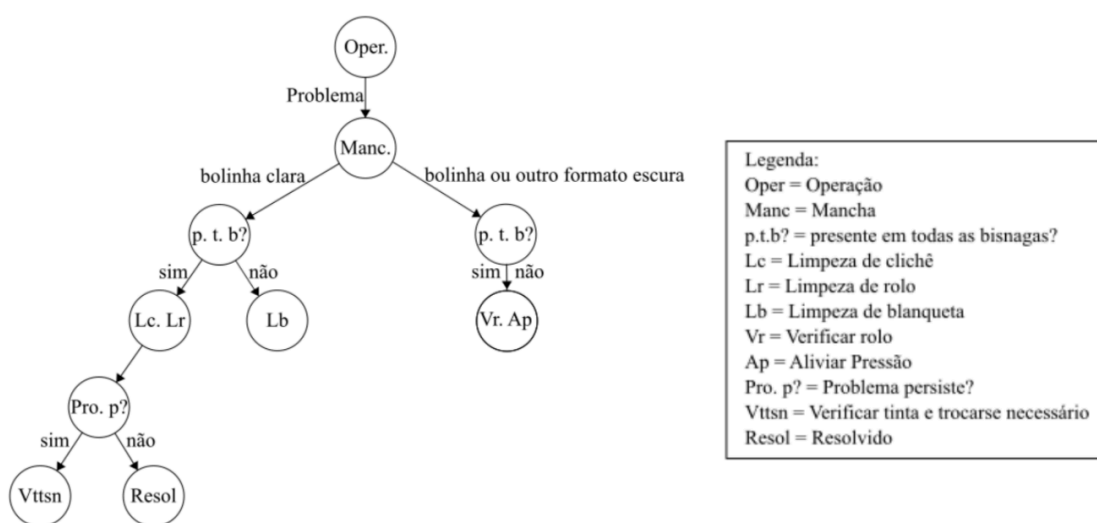 Oper.
Problema
Manc.
bolinha clara
bolinha ou outro formato escura
p. t. b?
p. t. b?
sim
não
sim
não
Lc. Lr
Lb
Vr. Ap
Pro. p?
sim
não
Vttsn
Resol
Legenda:
Oper = Operação
Manc = Mancha
p.t.b? = presente em todas as bisnagas?
Lc = Limpeza de clichê
Lr = Limpeza de rolo
Lb = Limpeza de blanqueta
Vr = Verificar rolo
Ap = Aliviar Pressão
Pro. p? = Problema persiste?
Vttsn = Verificar tinta e trocarse necessário
Resol = Resolvido